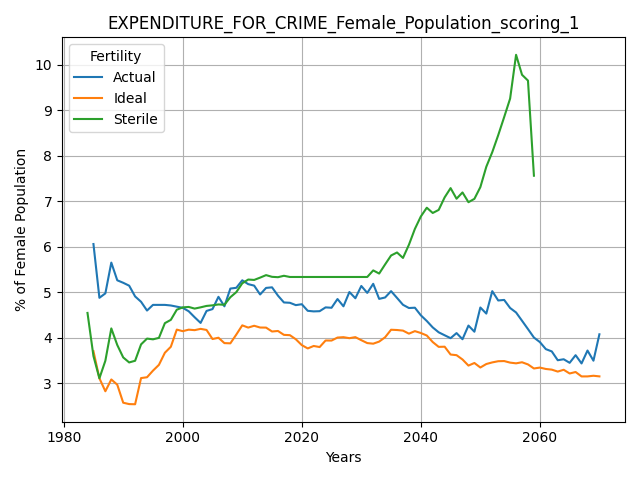 EXPENDITURE_FOR_CRIME_Female_Population_scoring_1
Fertility
Actual
Ideal
Sterile
% of Female Population
10
9
8
7
6
5
4
3
1980
2000
2020
2040
2060
Years